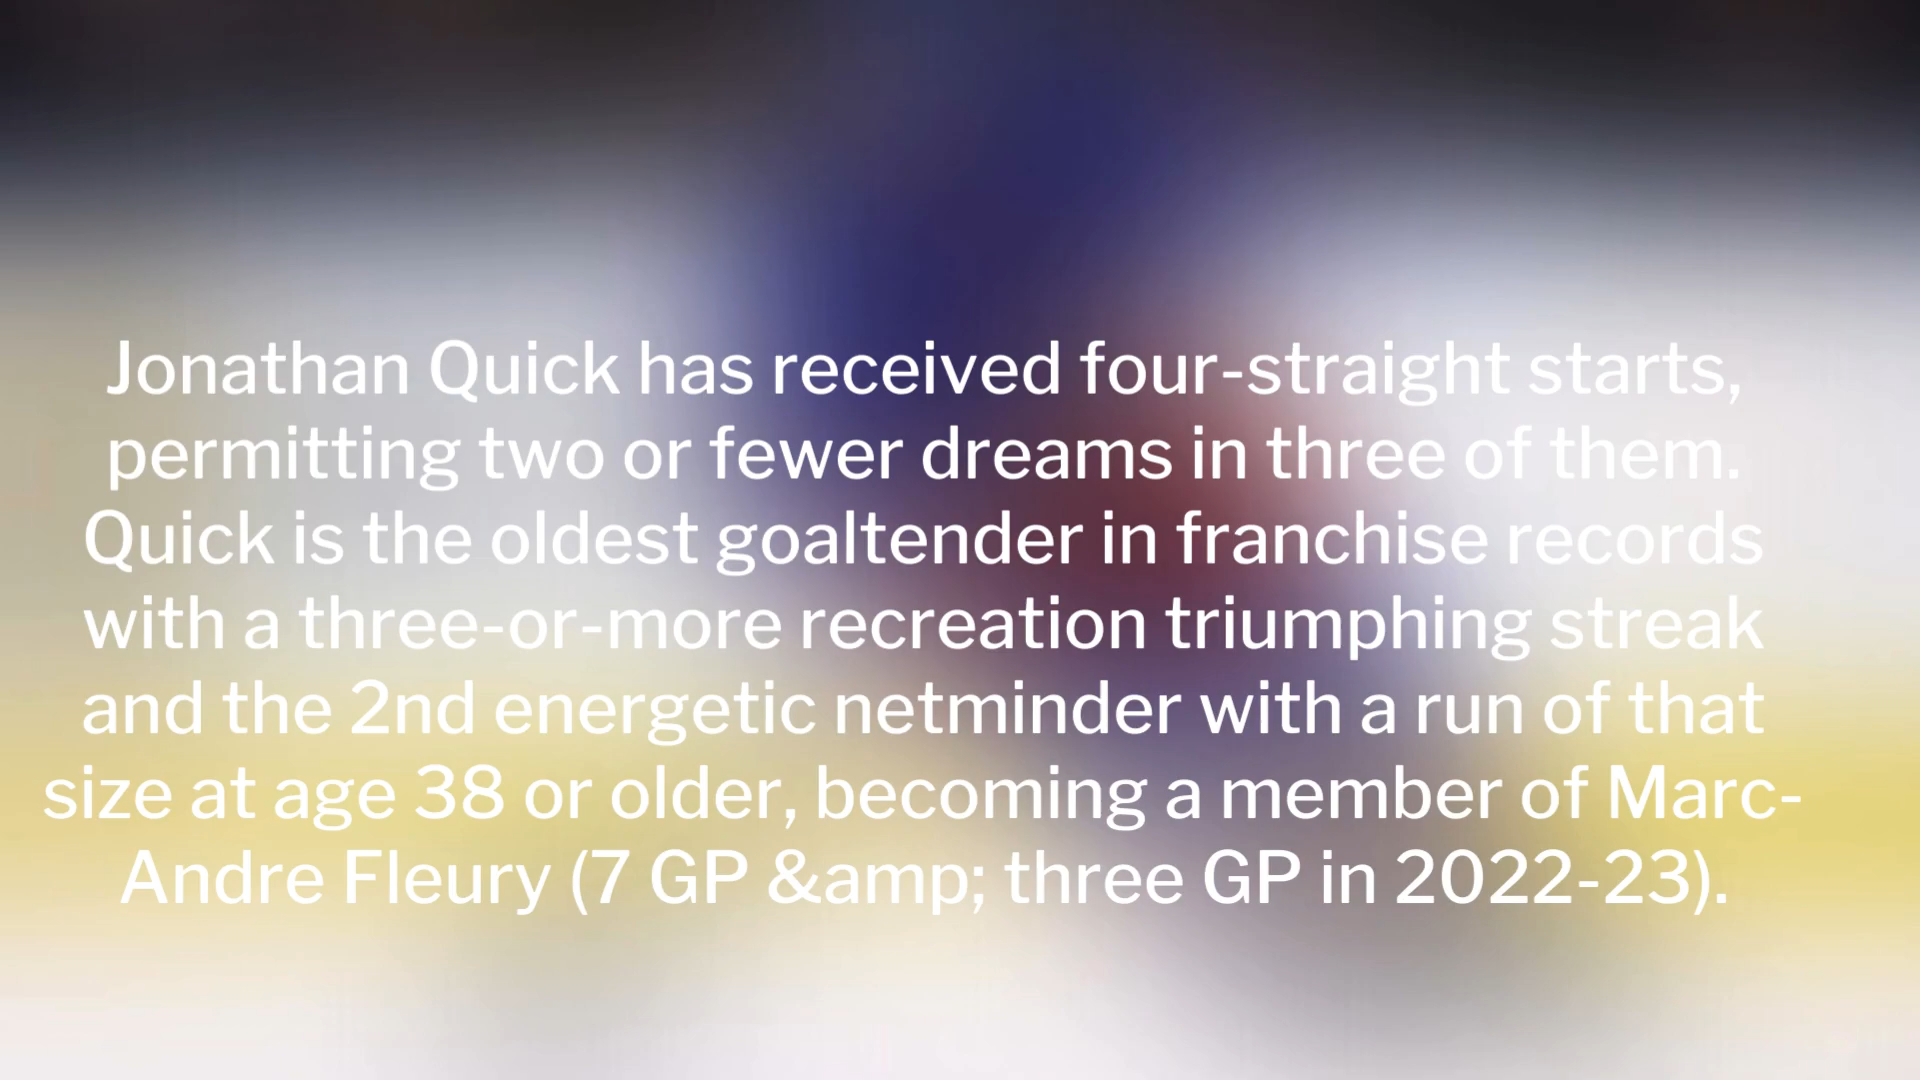 Jonathan Quick has received four-straight starts,
permitting two or fewer dreams in three of them.
Quick is the oldest goaltender in franchise records
with a three-or-more recreation triumphing streak
and the 2nd energetic netminder with a run of that
size at age 38 or older, becoming a member of Marc-
Andre Fleury (7 GP &amp; three GP in 2022-23).